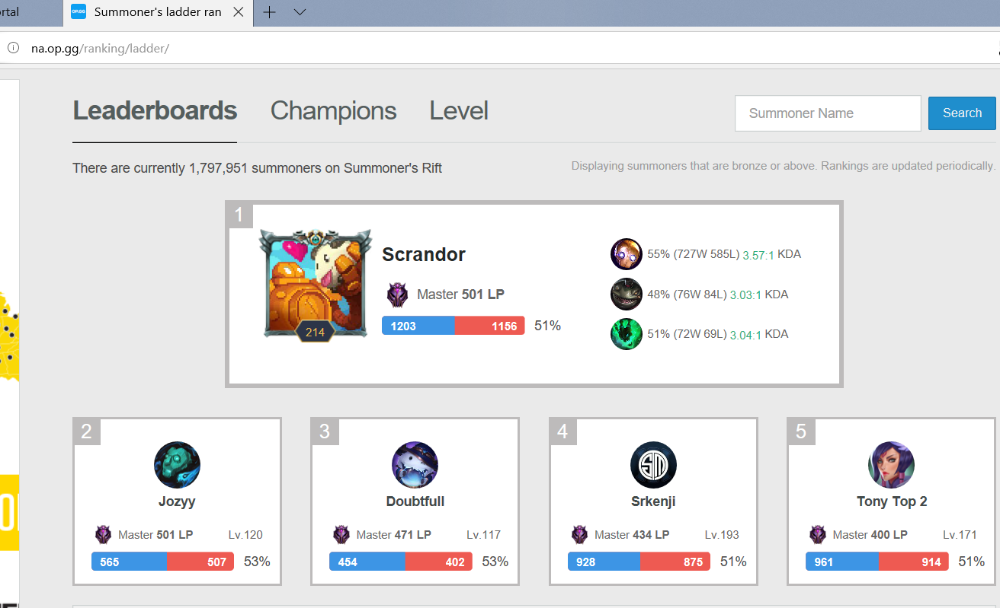 ortal
OP.GG Summoner's ladder ran
na.op.gg/ranking/ladder/
Leaderboards Champions Level
Summoner Name Search
There are currently 1,797,951 summoners on Summoner's Rift
Displaying summoners that are bronze or above. Rankings are updated periodically.
1
214
Scrandor
Master 501 LP
1203 1156 51%
55% (727W 585L) 3.57:1 KDA
48% (76W 84L) 3.03:1 KDA
51% (72W 69L) 3.04:1 KDA
2
Jozyy
Master 501 LP Lv.120
565 507 53%
3
Doubtfull
Master 471 LP Lv.117
454 402 53%
4
SM
Srkenji
Master 434 LP Lv.193
928 875 51%
5
Tony Top 2
Master 400 LP Lv.171
961 914 51%